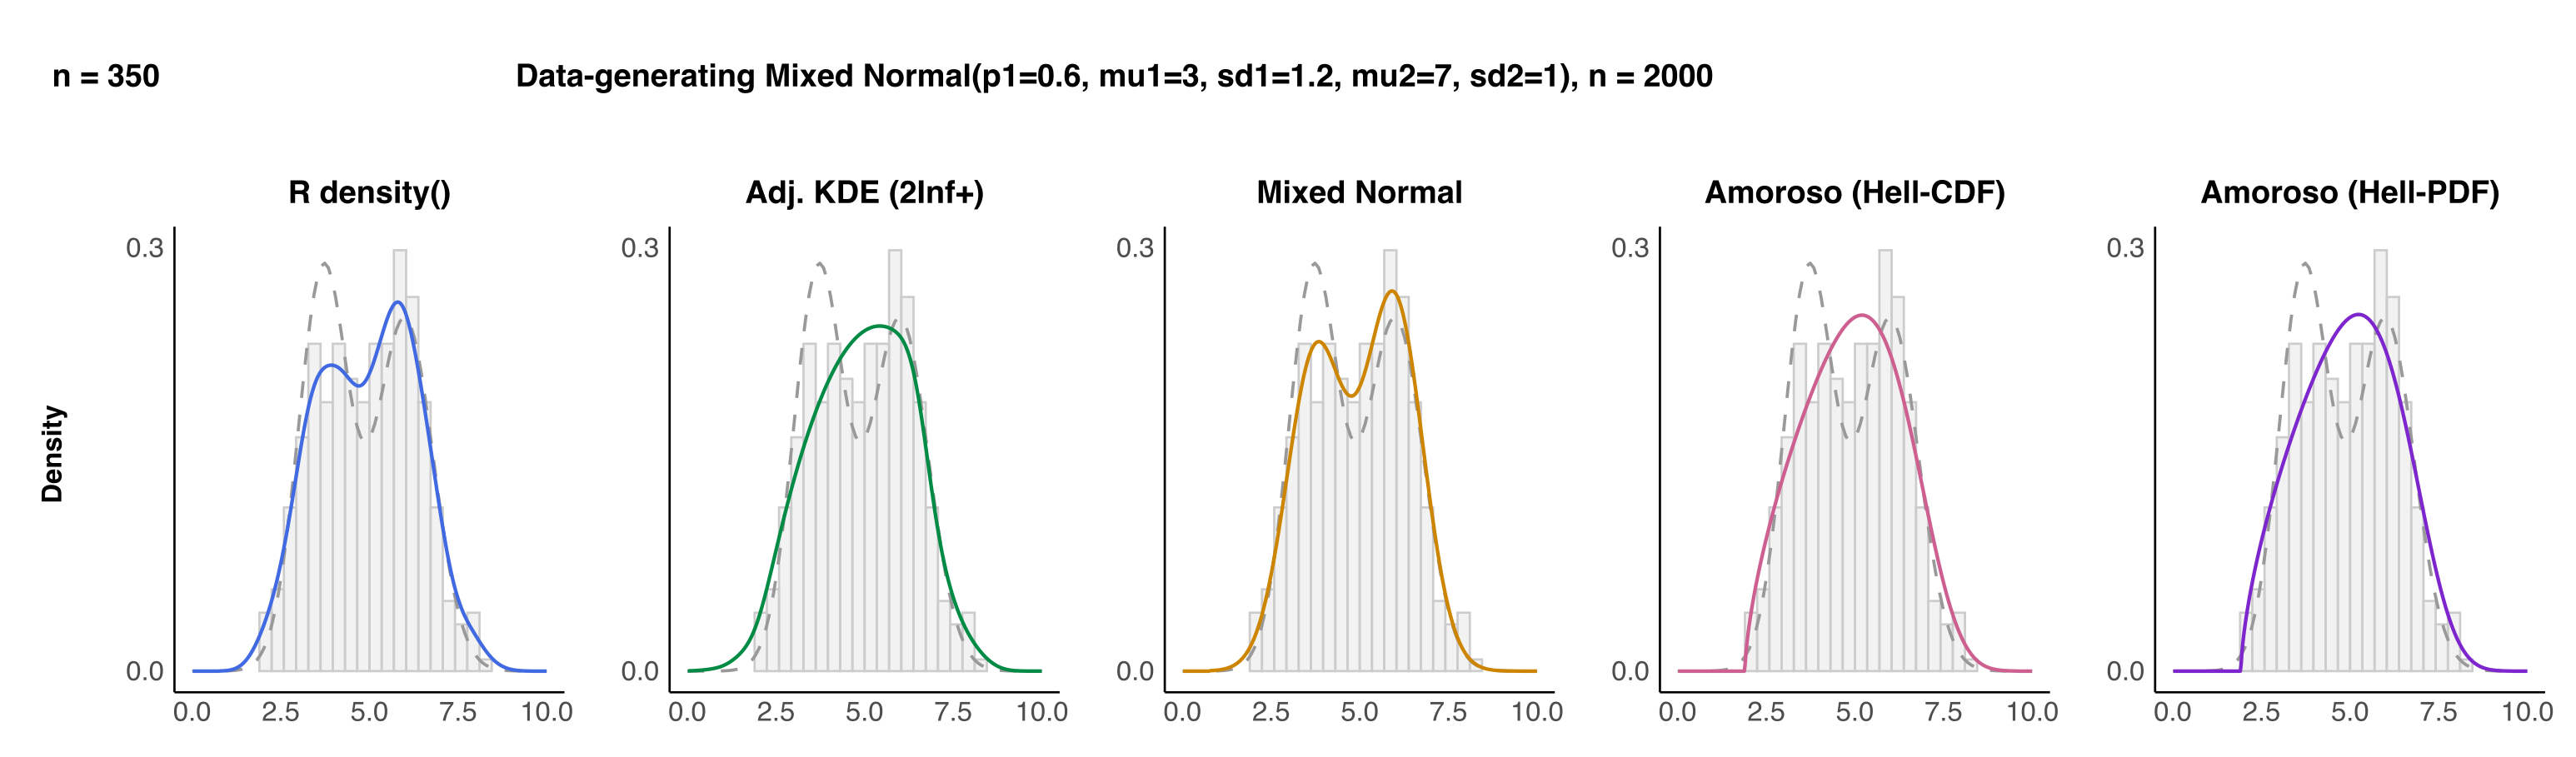 n = 350
Data-generating Mixed Normal(p1=0.6, mu1=3, sd1=1.2, mu2=7, sd2=1), n = 2000
R density()
Adj. KDE (2Inf+)
Mixed Normal
Amoroso (Hell-CDF)
Amoroso (Hell-PDF)
Density
0.3
0.0
0.0 2.5 5.0 7.5 10.0
0.3
0.0
0.0 2.5 5.0 7.5 10.0
0.3
0.0
0.0 2.5 5.0 7.5 10.0
0.3
0.0
0.0 2.5 5.0 7.5 10.0
0.3
0.0
0.0 2.5 5.0 7.5 10.0